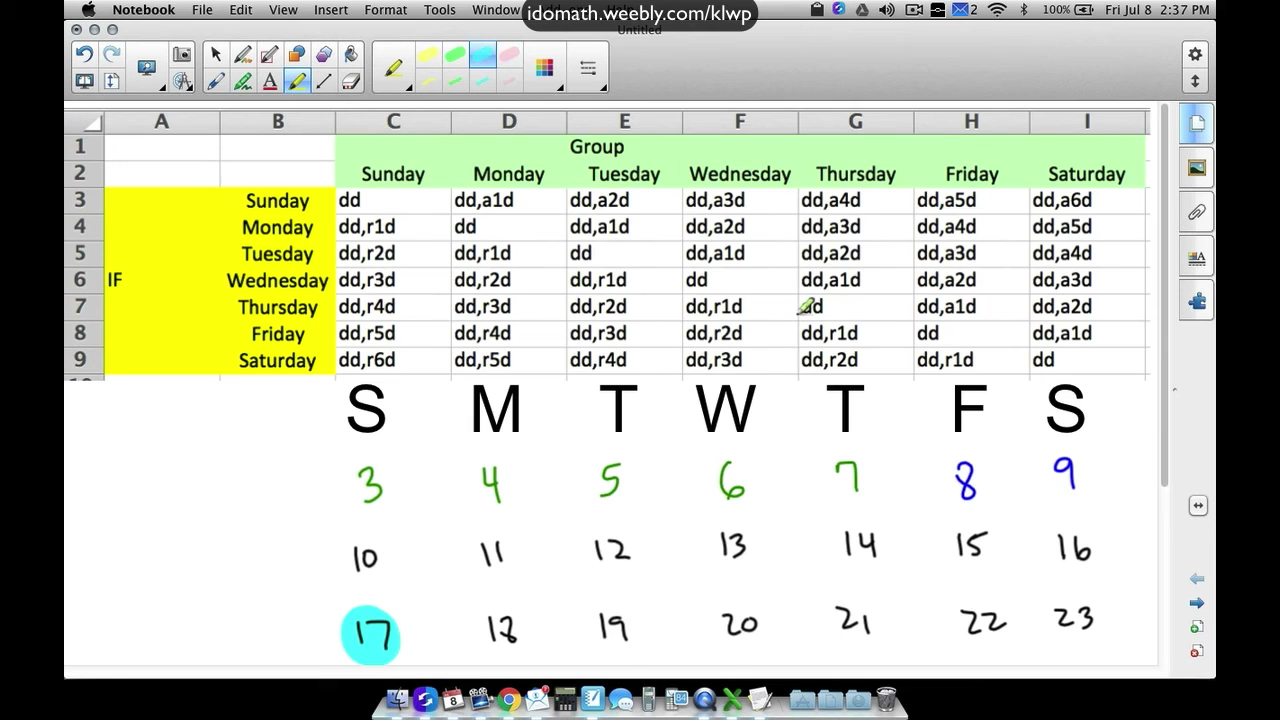 idomath.weebly.com/klwp
Notebook File Edit View Insert Format Tools Window 2 100% Fri Jul 8 2:37 PM
Untitled
A B C D E F G H I
1 Group
2 Sunday Monday Tuesday Wednesday Thursday Friday Saturday
3 Sunday dd dd,a1d dd,a2d dd,a3d dd,a4d dd,a5d dd,a6d
4 Monday dd,r1d dd dd,a1d dd,a2d dd,a3d dd,a4d dd,a5d
5 Tuesday dd,r2d dd,r1d dd dd,a1d dd,a2d dd,a3d dd,a4d
6 IF Wednesday dd,r3d dd,r2d dd,r1d dd dd,a1d dd,a2d dd,a3d
7 Thursday dd,r4d dd,r3d dd,r2d dd,r1d dd dd,a1d dd,a2d
8 Friday dd,r5d dd,r4d dd,r3d dd,r2d dd,r1d dd dd,a1d
9 Saturday dd,r6d dd,r5d dd,r4d dd,r3d dd,r2d dd,r1d dd
S M T W T F S
3 4 5 6 7 8 9
10 11 12 13 14 15 16
17 18 19 20 21 22 23
8